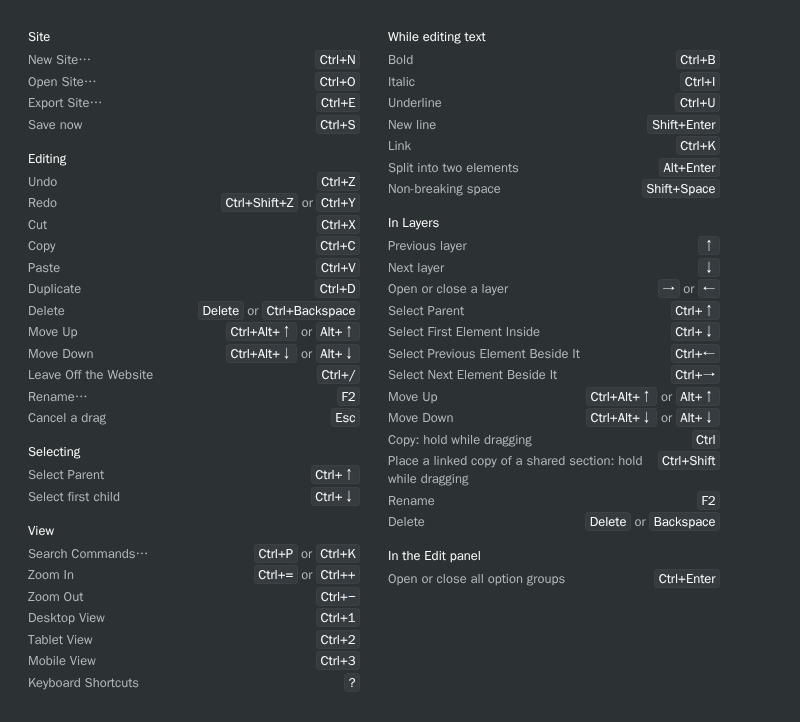 Site
New Site··· Ctrl+N
Open Site··· Ctrl+O
Export Site··· Ctrl+E
Save now Ctrl+S
Editing
Undo Ctrl+Z
Redo Ctrl+Shift+Z or Ctrl+Y
Cut Ctrl+X
Copy Ctrl+C
Paste Ctrl+V
Duplicate Ctrl+D
Delete Delete or Ctrl+Backspace
Move Up Ctrl+Alt+↑ or Alt+↑
Move Down Ctrl+Alt+↓ or Alt+↓
Leave Off the Website Ctrl+/
Rename··· F2
Cancel a drag Esc
Selecting
Select Parent Ctrl+↑
Select first child Ctrl+↓
View
Search Commands··· Ctrl+P or Ctrl+K
Zoom In Ctrl+= or Ctrl++
Zoom Out Ctrl+−
Desktop View Ctrl+1
Tablet View Ctrl+2
Mobile View Ctrl+3
Keyboard Shortcuts ?
While editing text
Bold Ctrl+B
Italic Ctrl+I
Underline Ctrl+U
New line Shift+Enter
Link Ctrl+K
Split into two elements Alt+Enter
Non-breaking space Shift+Space
In Layers
Previous layer ↑
Next layer ↓
Open or close a layer → or ←
Select Parent Ctrl+↑
Select First Element Inside Ctrl+↓
Select Previous Element Beside It Ctrl+←
Select Next Element Beside It Ctrl+→
Move Up Ctrl+Alt+↑ or Alt+↑
Move Down Ctrl+Alt+↓ or Alt+↓
Copy: hold while dragging Ctrl
Place a linked copy of a shared section: hold Ctrl+Shift
while dragging
Rename F2
Delete Delete or Backspace
In the Edit panel
Open or close all option groups Ctrl+Enter